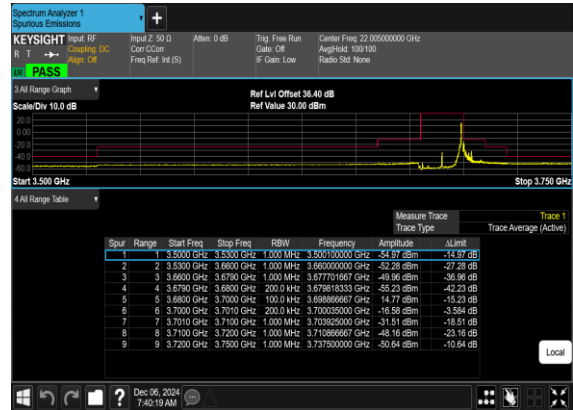 Spectrum Analyzer 1
Spurious Emissions
+
KEYSIGHT Input: RF Input Z: 50 Ω Atten: 0 dB Trig: Free Run Center Freq: 22.005000000 GHz
R T Coupling: DC Corr CCorr Gate: Off Avg|Hold: 100/100
Align: Off Freq Ref: Int (S) IF Gain: Low Radio Std: None
LXI PASS
3 All Range Graph
Ref Lvl Offset 36.40 dB
Scale/Div 10.0 dB Ref Value 30.00 dBm
20.0
0.00
-20.0
-40.0
-60.0
Start 3.500 GHz Stop 3.750 GHz
4 All Range Table
Measure Trace Trace 1
Trace Type Trace Average (Active)
Spur Range Start Freq Stop Freq RBW Frequency Amplitude ΔLimit
1 1 3.5000 GHz 3.5300 GHz 1.000 MHz 3.500100000 GHz -54.97 dBm -14.97 dB
2 2 3.5300 GHz 3.6600 GHz 1.000 MHz 3.660000000 GHz -52.28 dBm -27.28 dB
3 3 3.6600 GHz 3.6790 GHz 1.000 MHz 3.677701667 GHz -49.96 dBm -36.96 dB
4 4 3.6790 GHz 3.6800 GHz 200.0 kHz 3.679818333 GHz -55.23 dBm -42.23 dB
5 5 3.6800 GHz 3.7000 GHz 100.0 kHz 3.698866667 GHz 14.77 dBm -15.23 dB
6 6 3.7000 GHz 3.7010 GHz 200.0 kHz 3.700035000 GHz -16.58 dBm -3.584 dB
7 7 3.7010 GHz 3.7100 GHz 1.000 MHz 3.703925000 GHz -31.51 dBm -18.51 dB
8 8 3.7100 GHz 3.7200 GHz 1.000 MHz 3.710866667 GHz -48.16 dBm -23.16 dB
9 9 3.7200 GHz 3.7500 GHz 1.000 MHz 3.737500000 GHz -50.64 dBm -10.64 dB
Local
? Dec 06, 2024
7:40:19 AM